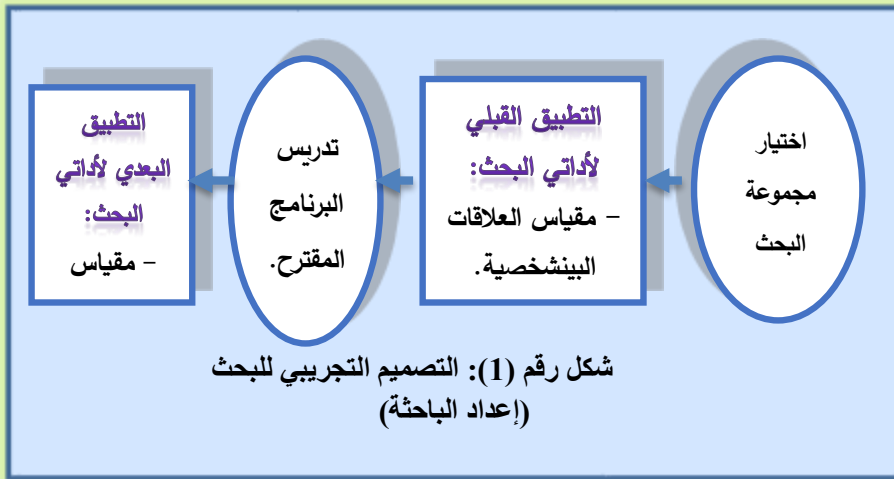 اختيار
مجموعة
البحث
التطبيق القبلي
لأداتي البحث:
- مقياس العلاقات
البينشخصية.
تدريس
البرنامج
المقترح.
التطبيق
البعدي لأداتي
البحث:
- مقياس
شكل رقم (1): التصميم التجريبي للبحث
(إعداد الباحثة)